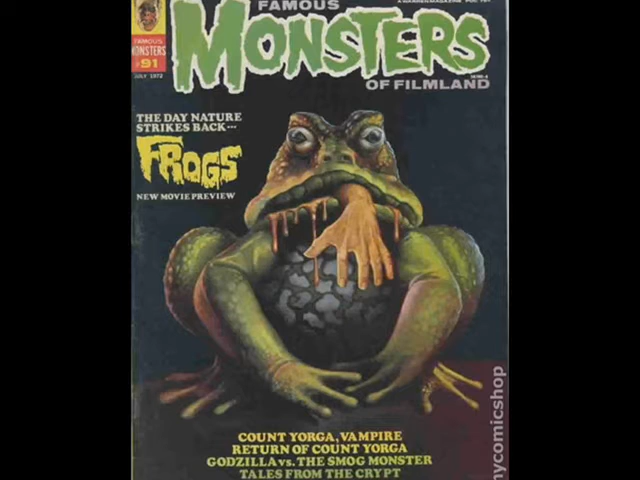 FAMOUS
MONSTERS
OF FILMLAND
FAMOUS
MONSTERS
#91
JULY 1972
THE DAY NATURE
STRIKES BACK...
FROGS
NEW MOVIE PREVIEW
COUNT YORGA, VAMPIRE
RETURN OF COUNT YORGA
GODZILLA vs. THE SMOG MONSTER
TALES FROM THE CRYPT
mycomicshop